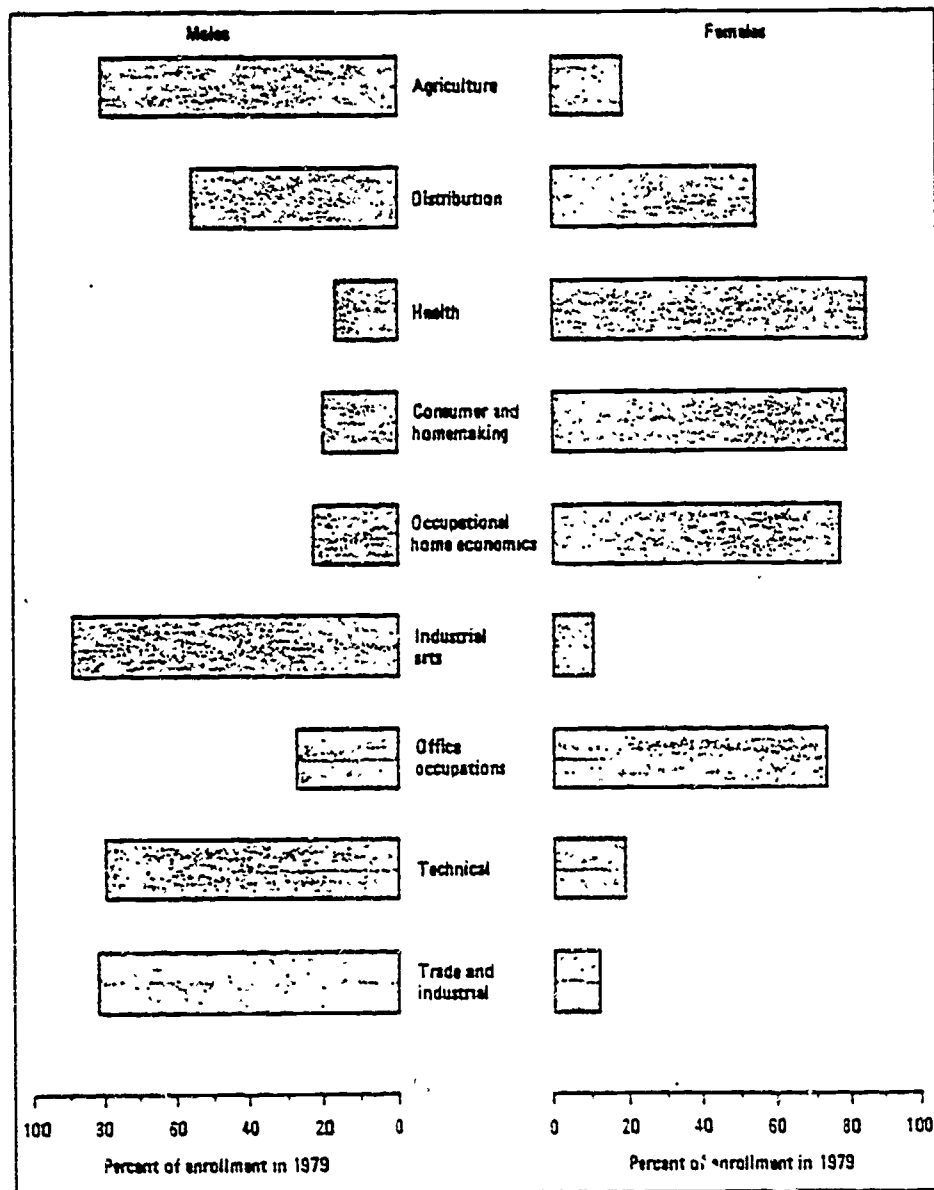 Males
Females
Agriculture
Distribution
Health
Consumer and
homemaking
Occupational
home economics
Industrial
arts
Office
occupations
Technical
Trade and
industrial
100 80 60 40 20 0
0 20 40 60 80 100
Percent of enrollment in 1979
Percent of enrollment in 1979